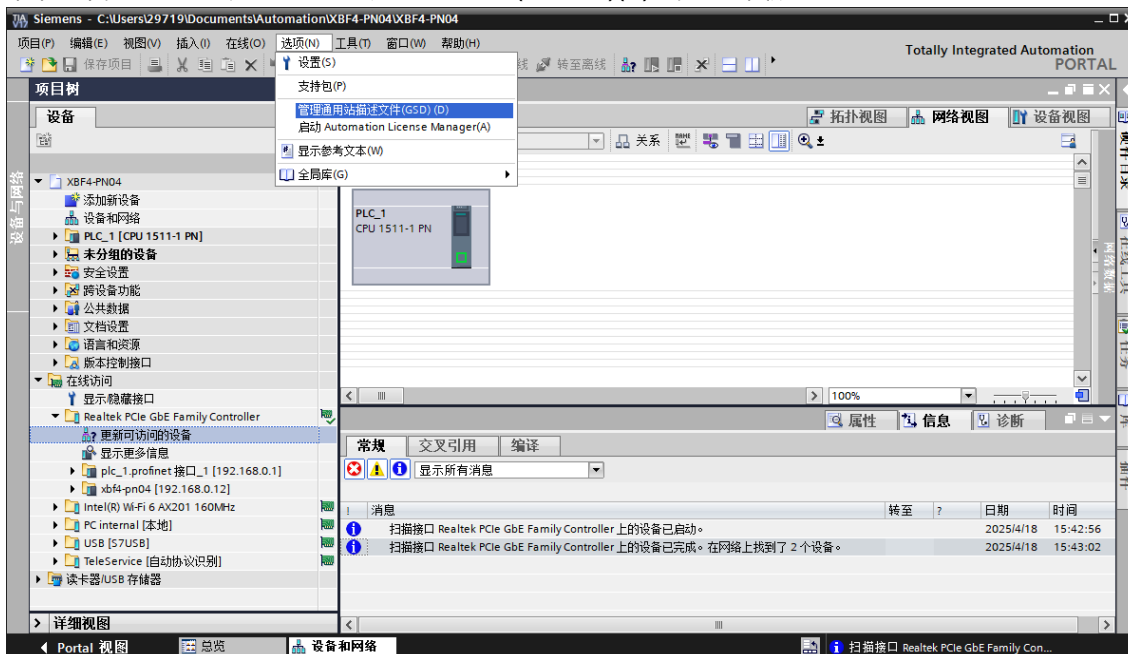 Siemens - C:\Users\29719\Documents\Automation\XBF4-PN04\XBF4-PN04
项目(P) 编辑(E) 视图(V) 插入(I) 在线(O) 选项(N) 工具(T) 窗口(W) 帮助(H)
Totally Integrated Automation
PORTAL
保存项目
转至离线
设置(S)
支持包(P)
管理通用站描述文件(GSD) (D)
启动 Automation License Manager(A)
显示参考文本(W)
全局库(G)
项目树
设备
设备与网络
XBF4-PN04
添加新设备
设备和网络
PLC_1 [CPU 1511-1 PN]
未分组的设备
安全设置
跨设备功能
公共数据
文档设置
语言和资源
版本控制接口
在线访问
显示/隐藏接口
Realtek PCIe GbE Family Controller
更新可访问的设备
显示更多信息
plc_1.profinet 接口_1 [192.168.0.1]
xbf4-pn04 [192.168.0.12]
Intel(R) Wi-Fi 6 AX201 160MHz
PC internal [本地]
USB [S7USB]
TeleService [自动协议识别]
读卡器/USB 存储器
详细视图
拓扑视图 网络视图 设备视图
关系
PLC_1
CPU 1511-1 PN
网络数据
100%
属性 信息 诊断
常规 交叉引用 编译
显示所有消息
! 消息 转至 ? 日期 时间
扫描接口 Realtek PCIe GbE Family Controller 上的设备已启动。 2025/4/18 15:42:56
扫描接口 Realtek PCIe GbE Family Controller 上的设备已完成。在网络上找到了 2 个设备。 2025/4/18 15:43:02
在线工具
任务
Portal 视图 总览 设备和网络 扫描接口 Realtek PCIe GbE Family Con...